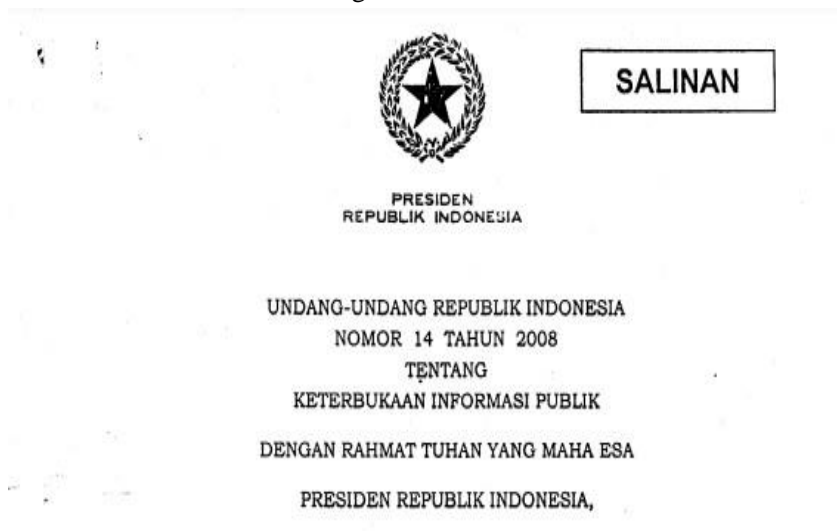 SALINAN
PRESIDEN
REPUBLIK INDONESIA
UNDANG-UNDANG REPUBLIK INDONESIA
NOMOR 14 TAHUN 2008
TENTANG
KETERBUKAAN INFORMASI PUBLIK
DENGAN RAHMAT TUHAN YANG MAHA ESA
PRESIDEN REPUBLIK INDONESIA,